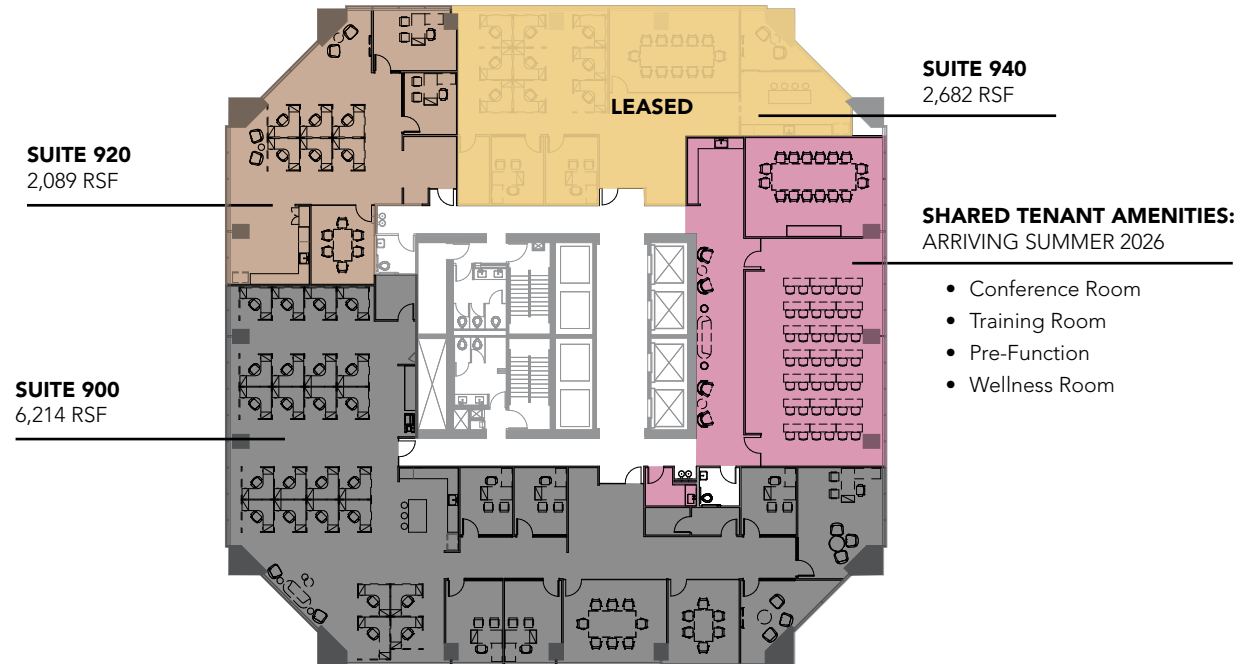 LEASED
SUITE 940
2,682 RSF
SUITE 920
2,089 RSF
SHARED TENANT AMENITIES:
ARRIVING SUMMER 2026
• Conference Room
• Training Room
• Pre-Function
• Wellness Room
SUITE 900
6,214 RSF